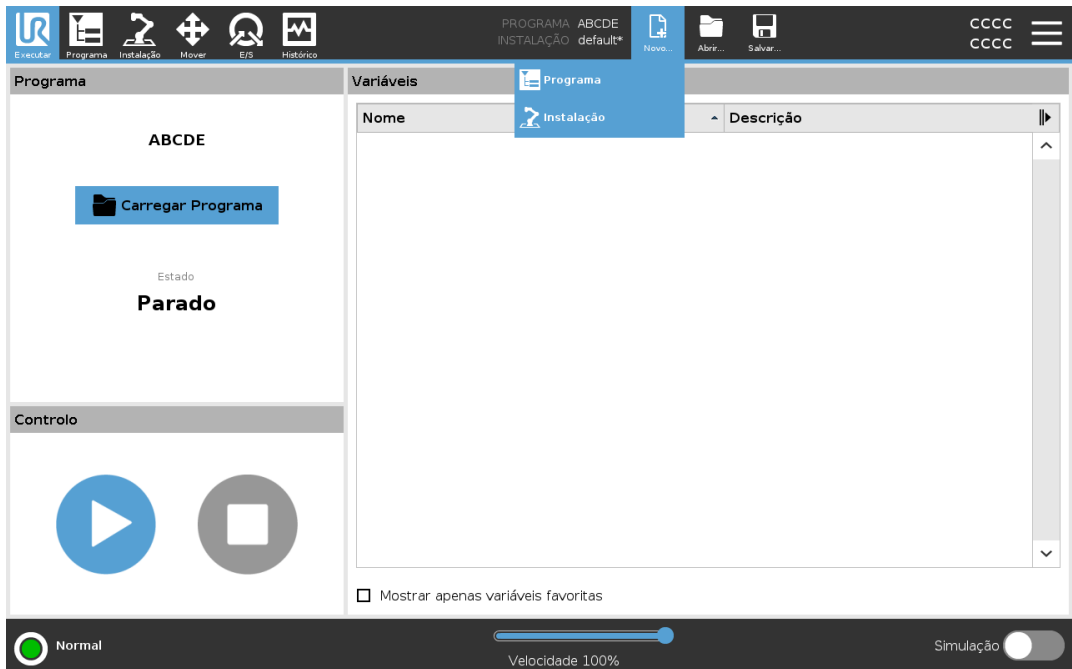 UR
Executar
Programa
Instalação
Mover
E/S
Histórico
PROGRAMA ABCDE
INSTALAÇÃO default*
Novo...
Abrir...
Salvar...
CCCC
CCCC
Programa
Instalação
Programa
ABCDE
Carregar Programa
Estado
Parado
Controlo
Variáveis
Nome
Descrição
Mostrar apenas variáveis favoritas
Normal
Velocidade 100%
Simulação